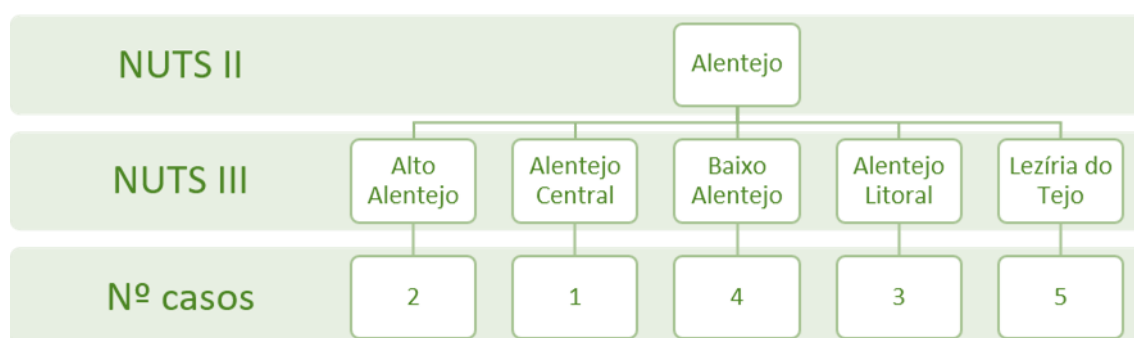 NUTS II
Alentejo
NUTS III
Alto
Alentejo
Alentejo
Central
Baixo
Alentejo
Alentejo
Litoral
Lezíria do
Tejo
Nº casos
2
1
4
3
5